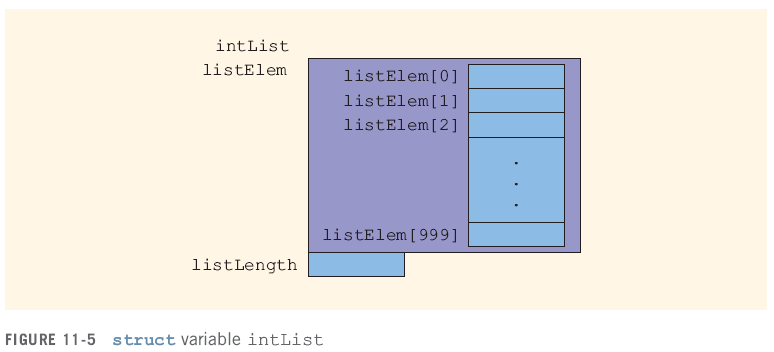 intList
listElem
listElem[0]
listElem[1]
listElem[2]
.
.
.
listElem[999]
listLength
FIGURE 11-5 struct variable intList